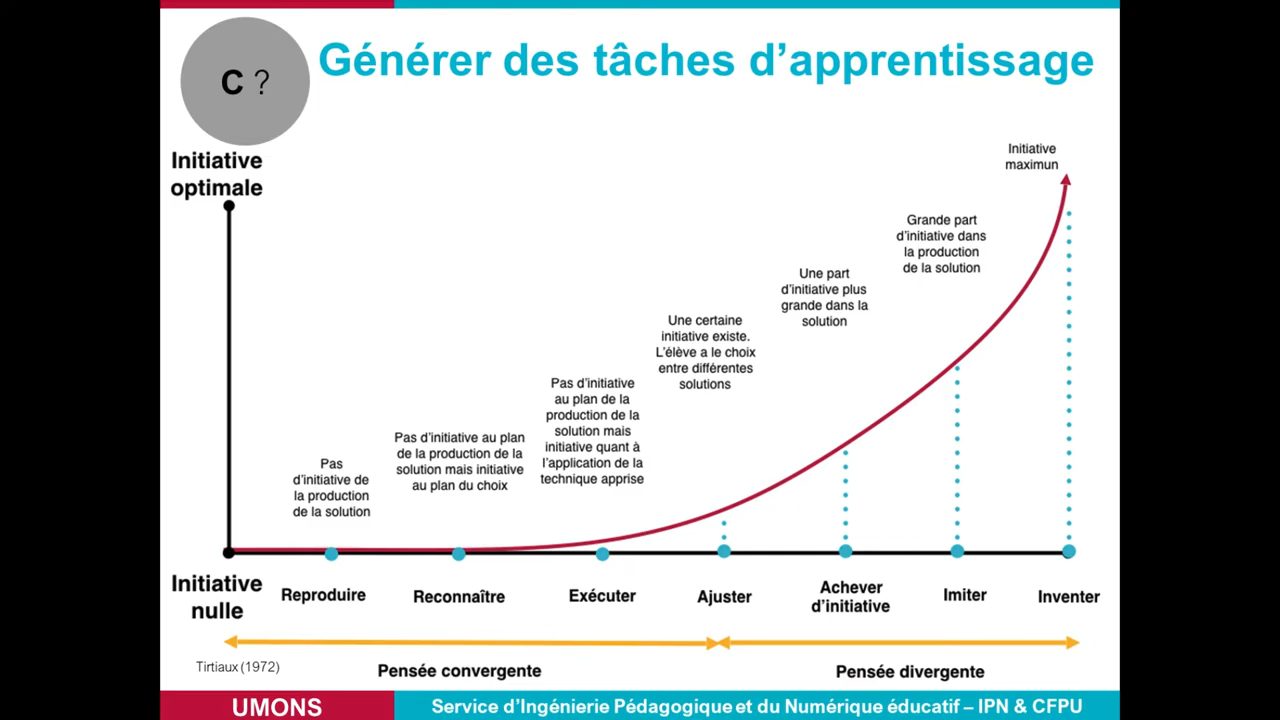 C ?
Générer des tâches d'apprentissage
Initiative
optimale
Initiative
maximun
Grande part
d'initiative dans
la production
de la solution
Une part
d'initiative plus
grande dans la
solution
Une certaine
initiative existe.
L'élève a le choix
entre différentes
solutions
Pas d'initiative
au plan de la
production de la
solution mais
initiative quant à
l'application de la
technique apprise
Pas d'initiative au plan
de la production de la
solution mais initiative
au plan du choix
Pas
d'initiative de
la production
de la solution
Initiative
nulle
Reproduire
Reconnaître
Exécuter
Ajuster
Achever
d'initiative
Imiter
Inventer
Tirtiaux (1972)
Pensée convergente
Pensée divergente
UMONS
Service d'Ingénierie Pédagogique et du Numérique éducatif – IPN & CFPU